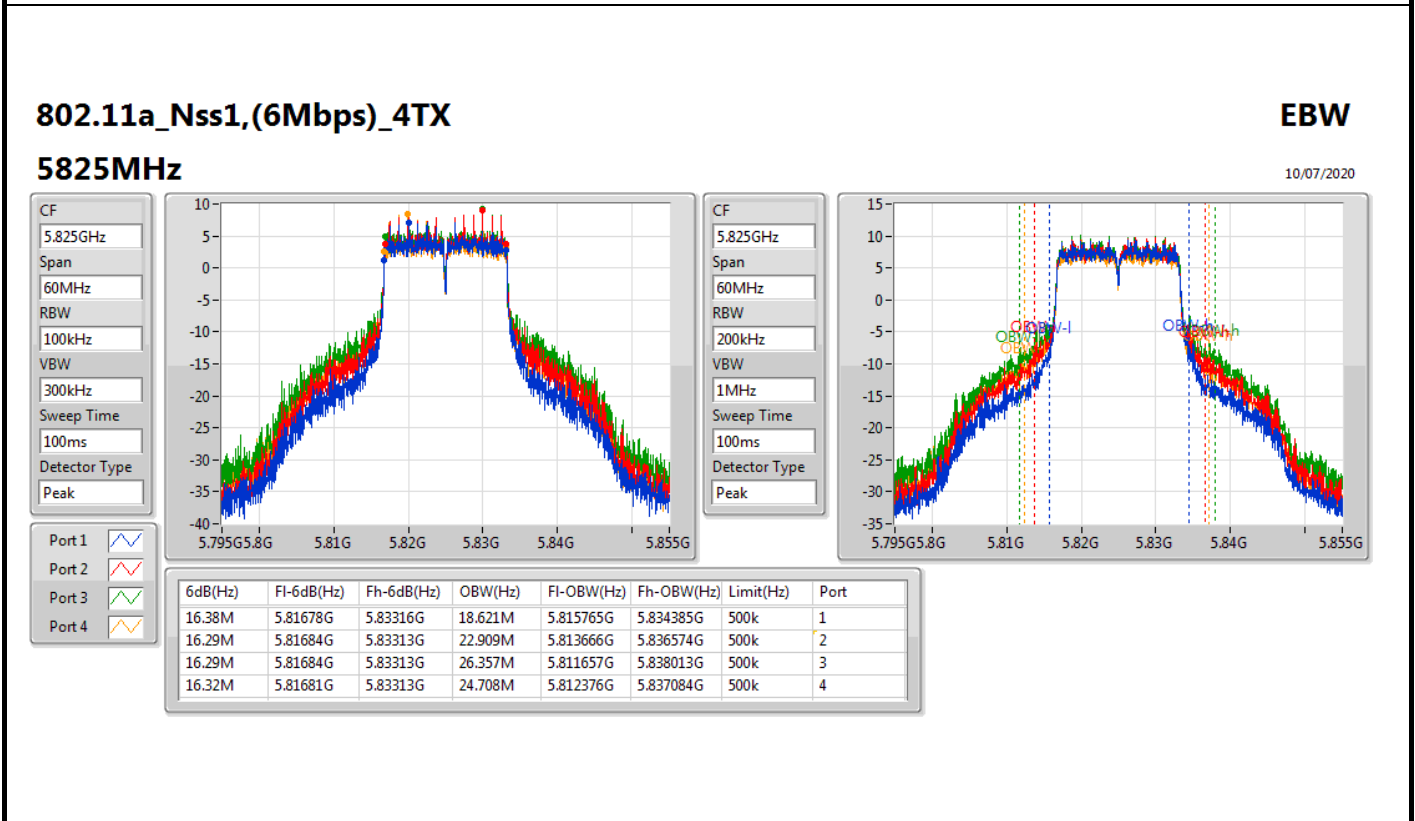 802.11a_Nss1,(6Mbps)_4TX
EBW
5825MHz
10/07/2020
CF
5.825GHz
Span
60MHz
RBW
100kHz
VBW
300kHz
Sweep Time
100ms
Detector Type
Peak
10
5
0
-5
-10
-15
-20
-25
-30
-35
-40
5.795G 5.8G 5.81G 5.82G 5.83G 5.84G 5.855G
CF
5.825GHz
Span
60MHz
RBW
200kHz
VBW
1MHz
Sweep Time
100ms
Detector Type
Peak
15
10
5
0
-5
-10
-15
-20
-25
-30
-35
OBW-l
5.795G 5.8G 5.81G 5.82G 5.83G 5.84G 5.855G
Port 1
Port 2
Port 3
Port 4
6dB(Hz) Fl-6dB(Hz) Fh-6dB(Hz) OBW(Hz) Fl-OBW(Hz) Fh-OBW(Hz) Limit(Hz) Port
16.38M 5.81678G 5.83316G 18.621M 5.815765G 5.834385G 500k 1
16.29M 5.81684G 5.83313G 22.909M 5.813666G 5.836574G 500k 2
16.29M 5.81684G 5.83313G 26.357M 5.811657G 5.838013G 500k 3
16.32M 5.81681G 5.83313G 24.708M 5.812376G 5.837084G 500k 4